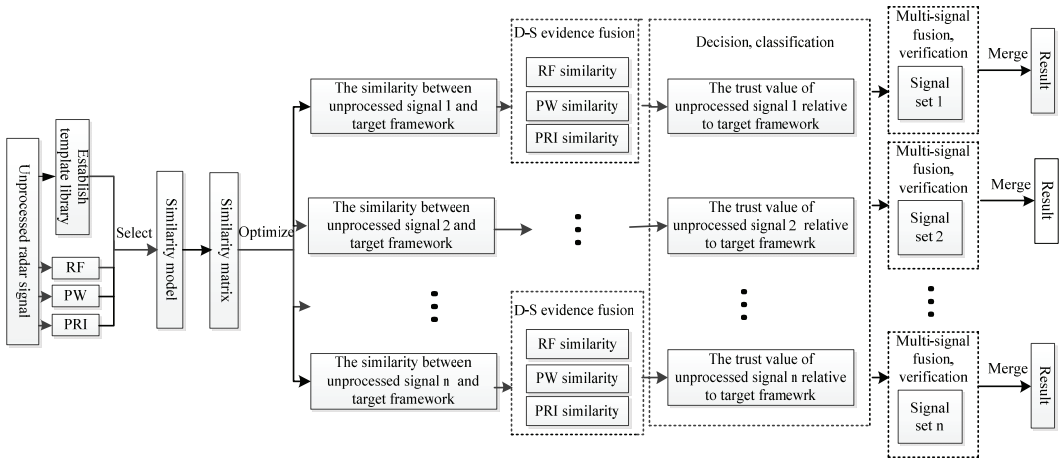 Unprocessed radar signal
Establish
template library
RF
PW
PRI
Select
Similarity model
Similarity matrix
Optimize
The similarity between
unprocessed signal 1 and
target framework
The similarity between
unprocessed signal 2 and
target framework
The similarity between
unprocessed signal n and
target framework
D-S evidence fusion
RF similarity
PW similarity
PRI similarity
D-S evidence fusion
RF similarity
PW similarity
PRI similarity
Decision, classification
The trust value of
unprocessed signal 1 relative
to target framework
The trust value of
unprocessed signal 2 relative
to target framewrk
The trust value of
unprocessed signal n relative
to target framewrk
Multi-signal
fusion,
verification
Signal
set 1
Merge
Result
Multi-signal
fusion,
verification
Signal
set 2
Merge
Result
Multi-signal
fusion,
verification
Signal
set n
Merge
Result